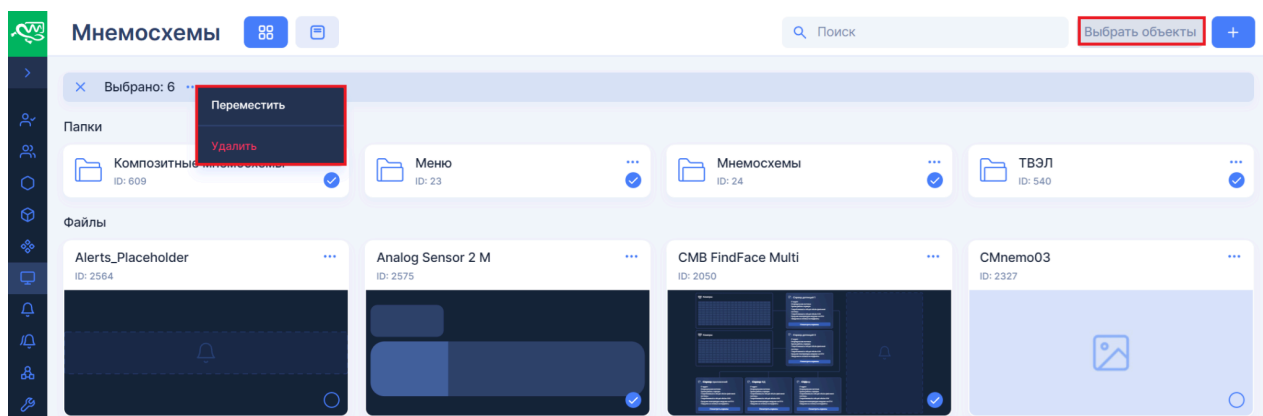 Мнемосхемы
Поиск
Выбрать объекты
+
Выбрано: 6 ...
Переместить
Удалить
Папки
Композитные мнемосхемы
ID: 609
Меню
ID: 23
Мнемосхемы
ID: 24
ТВЭЛ
ID: 540
Файлы
Alerts_Placeholder
ID: 2564
Analog Sensor 2 M
ID: 2575
CMB FindFace Multi
ID: 2050
CMnemo03
ID: 2327